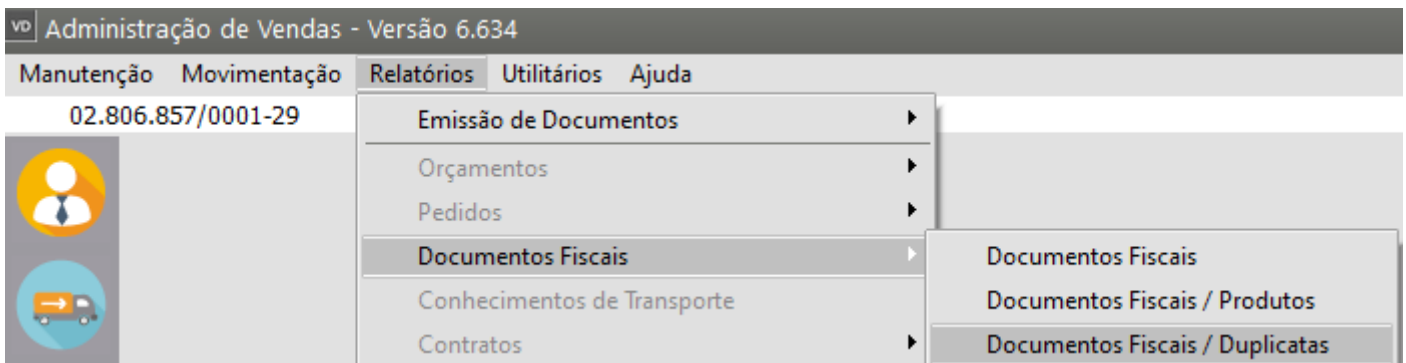 VD Administração de Vendas - Versão 6.634
Manutenção Movimentação Relatórios Utilitários Ajuda
02.806.857/0001-29
Emissão de Documentos
Orçamentos
Pedidos
Documentos Fiscais
Conhecimentos de Transporte
Contratos
Documentos Fiscais
Documentos Fiscais / Produtos
Documentos Fiscais / Duplicatas